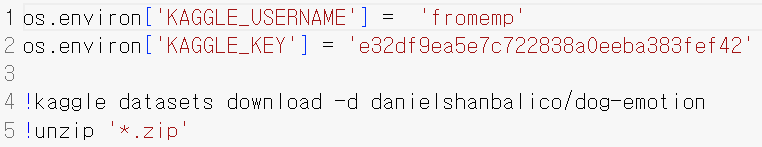 1 os.environ['KAGGLE_USERNAME'] = 'fromemp'
2 os.environ['KAGGLE_KEY'] = 'e32df9ea5e7c722838a0eeba383fef42'
3
4 !kaggle datasets download -d danielshanbalico/dog-emotion
5 !unzip '*.zip'